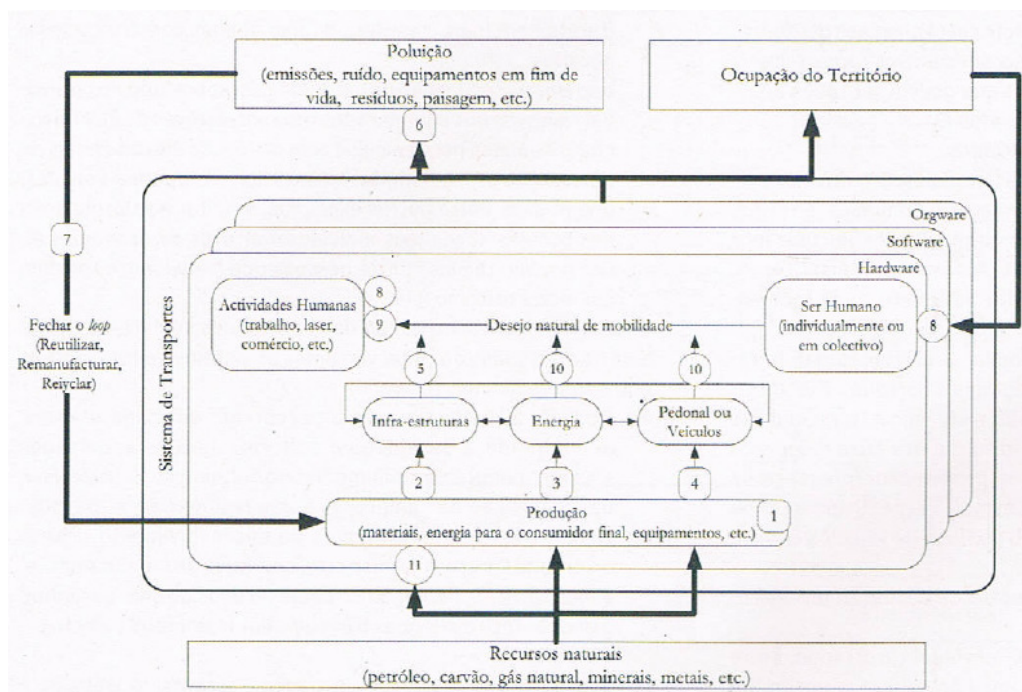 Poluição
(emissões, ruído, equipamentos em fim de
vida, resíduos, paisagem, etc.)
Ocupação do Território
6
7
Fechar o loop
(Reutilizar,
Remanufacturar,
Reiyclar)
Sistema de Transportes
Orgware
Software
Hardware
Actividades Humanas
(trabalho, laser,
comércio, etc.)
8
9
Desejo natural de mobilidade
Ser Humano
(individualmente ou
em colectivo)
8
5
10
10
Infra-estruturas
Energia
Pedonal ou
Veículos
2
3
4
Produção
(materiais, energia para o consumidor final, equipamentos, etc.)
1
11
Recursos naturais
(petróleo, carvão, gás natural, minerais, metais, etc.)